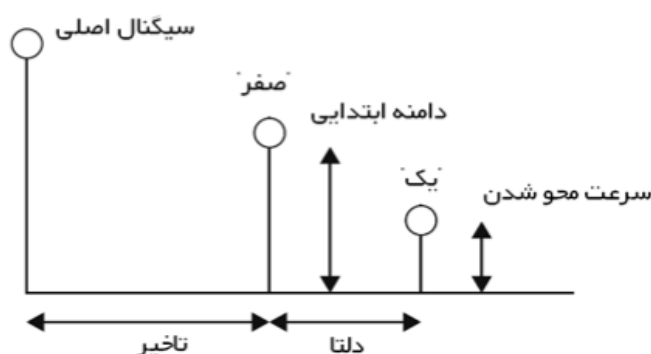 سیگنال اصلی
"صفر"
دامنه ابتدایی
"یک"
سرعت محو شدن
تاخیر
دلتا